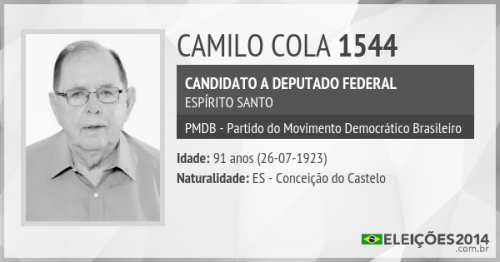 CAMILO COLA 1544
CANDIDATO A DEPUTADO FEDERAL
ESPÍRITO SANTO
PMDB - Partido do Movimento Democrático Brasileiro
Idade: 91 anos (26-07-1923)
Naturalidade: ES - Conceição do Castelo
ELEIÇÕES2014
.com.br